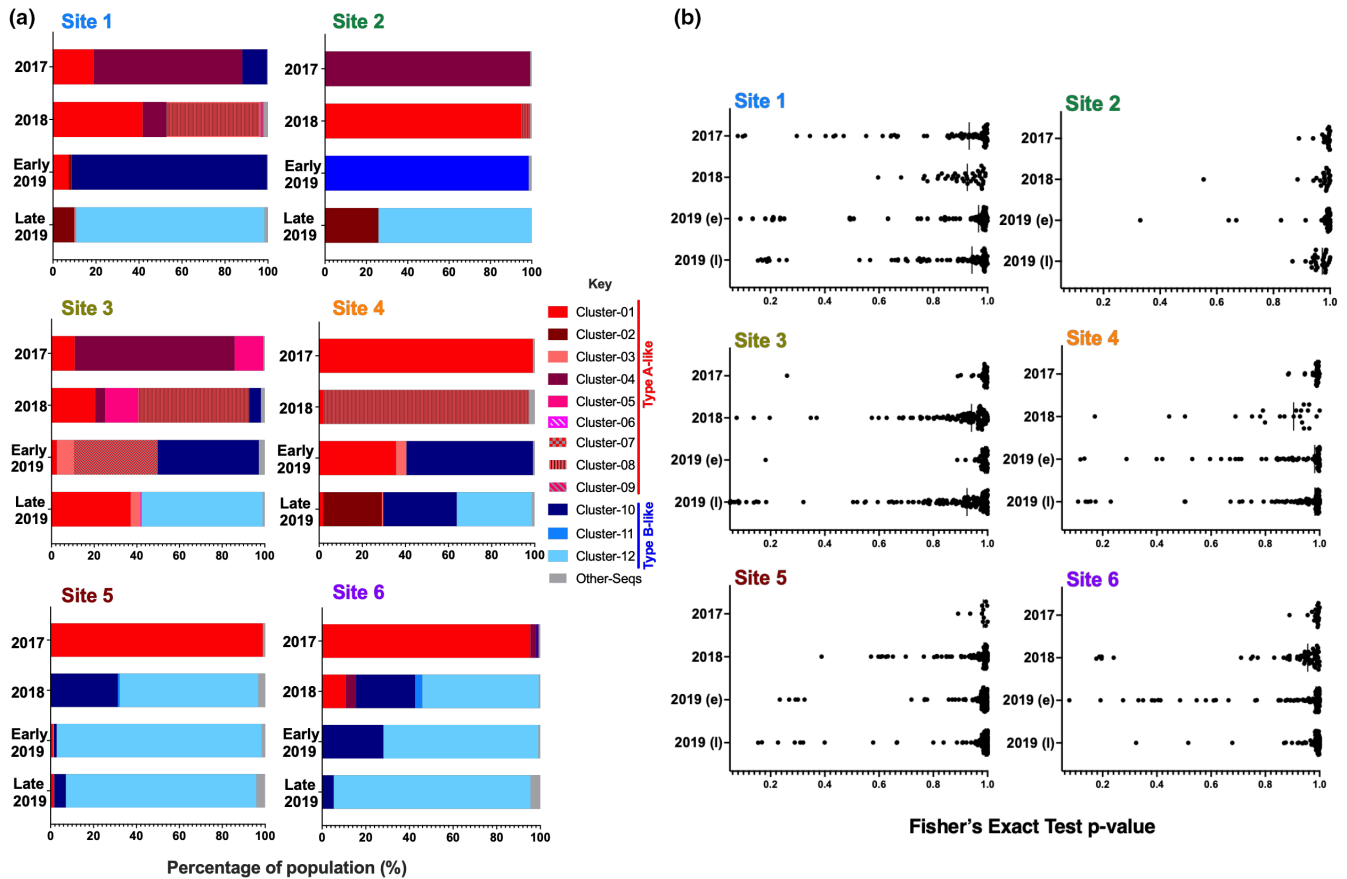 (a)
Site 1
2017
2018
Early
2019
Late
2019
0 20 40 60 80 100
Site 2
0 20 40 60 80 100
Site 3
2017
2018
Early
2019
Late
2019
0 20 40 60 80 100
Site 4
2017
2018
Early
2019
Late
2019
0 20 40 60 80 100
Key
Cluster-01
Cluster-02
Cluster-03
Cluster-04
Cluster-05
Cluster-06
Cluster-07
Cluster-08
Cluster-09
Cluster-10
Cluster-11
Cluster-12
Other-Seqs
Type A-like
Type B-like
Site 5
2017
2018
Early
2019
Late
2019
0 20 40 60 80 100
Site 6
2017
2018
Early
2019
Late
2019
0 20 40 60 80 100
Percentage of population (%)
(b)
Site 1
2017
2018
2019 (e)
2019 (l)
0.2 0.4 0.6 0.8 1.0
Site 2
2017
2018
2019 (e)
2019 (l)
0.2 0.4 0.6 0.8 1.0
Site 3
2017
2018
2019 (e)
2019 (l)
0.2 0.4 0.6 0.8 1.0
Site 4
2017
2018
2019 (e)
2019 (l)
0.2 0.4 0.6 0.8 1.0
Site 5
2017
2018
2019 (e)
2019 (l)
0.2 0.4 0.6 0.8 1.0
Site 6
2017
2018
2019 (e)
2019 (l)
0.2 0.4 0.6 0.8 1.0
Fisher's Exact Test p-value